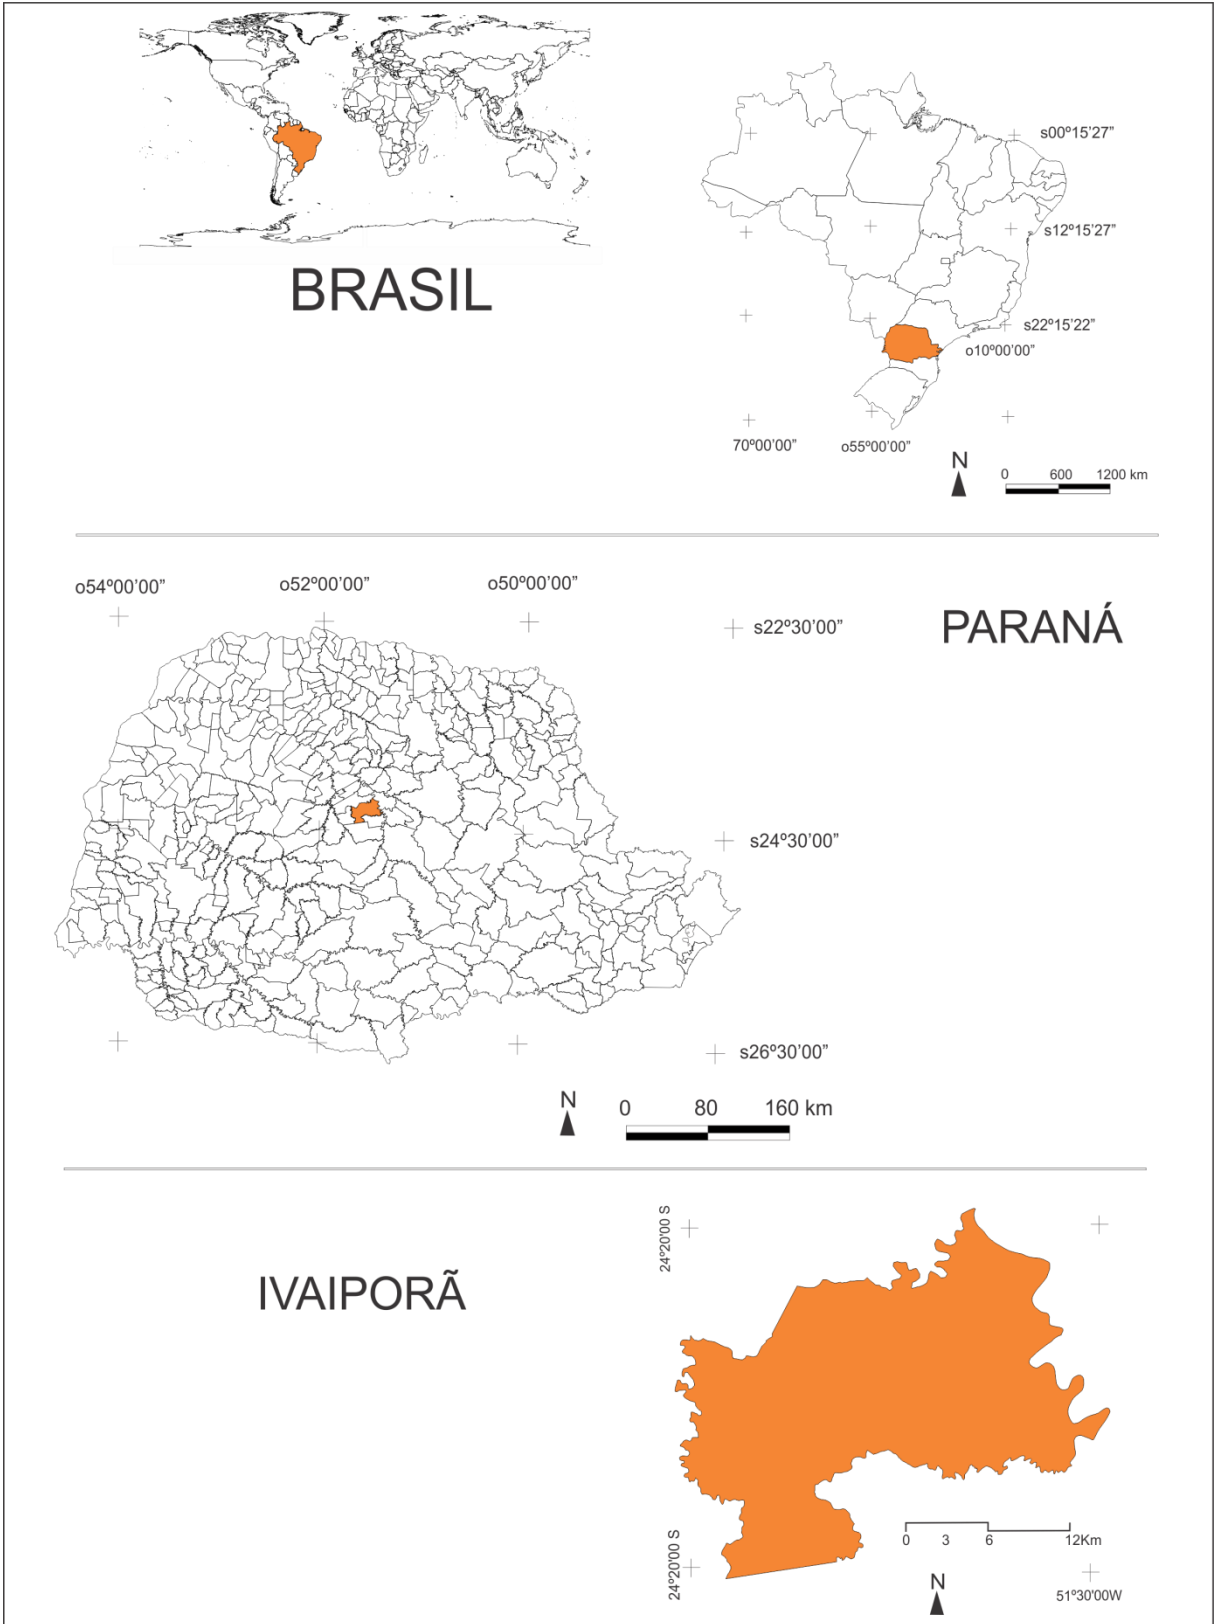 BRASIL
s00º15'27”
s12º15'27”
s22º15'22”
o10º00'00”
70º00'00”
o55º00'00”
N
0 600 1200 km
o54º00'00”
o52º00'00”
o50º00'00”
PARANÁ
s22º30'00”
s24º30'00”
s26º30'00”
N
0 80 160 km
IVAIPORÃ
24º20'00 S
24º20'00 S
0 3 6 12Km
N
51º30'00W